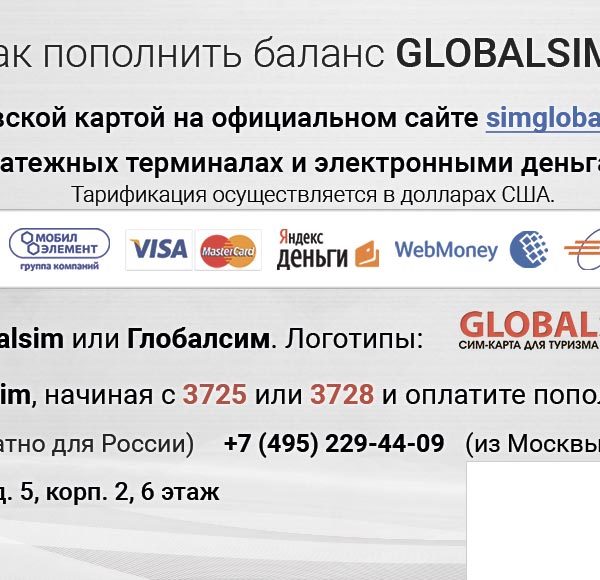 ак пополнить баланс GLOBALSIM
вской картой на официальном сайте simgloba
атежных терминалах и электронными деньга
Тарификация осуществляется в долларах США.
МОБИЛ ЭЛЕМЕНТ группа компаний VISA MasterCard Яндекс деньги WebMoney
alsim или Глобалсим. Логотипы: GLOBALS
СИМ-КАРТА ДЛЯ ТУРИЗМА
im, начиная с 3725 или 3728 и оплатите попол
атно для России) +7 (495) 229-44-09 (из Москвы
д. 5, корп. 2, 6 этаж